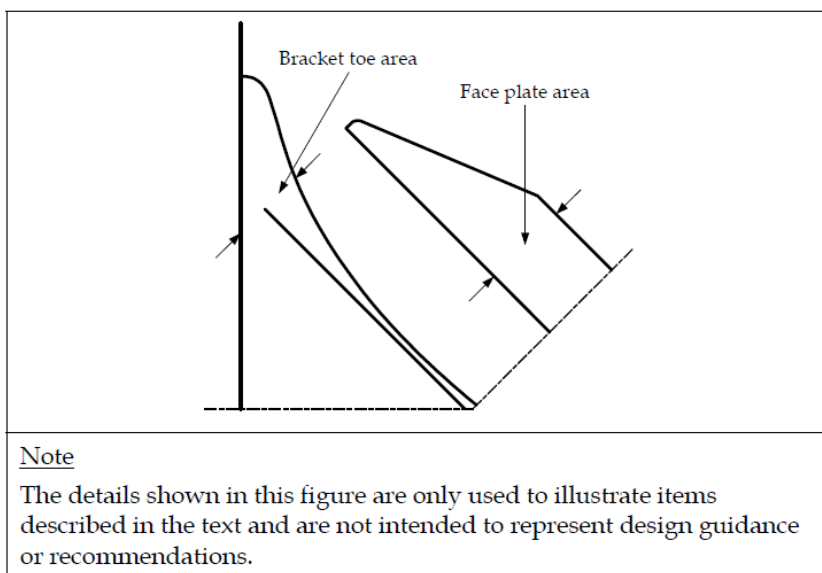 Bracket toe area
Face plate area
Note
The details shown in this figure are only used to illustrate items
described in the text and are not intended to represent design guidance
or recommendations.